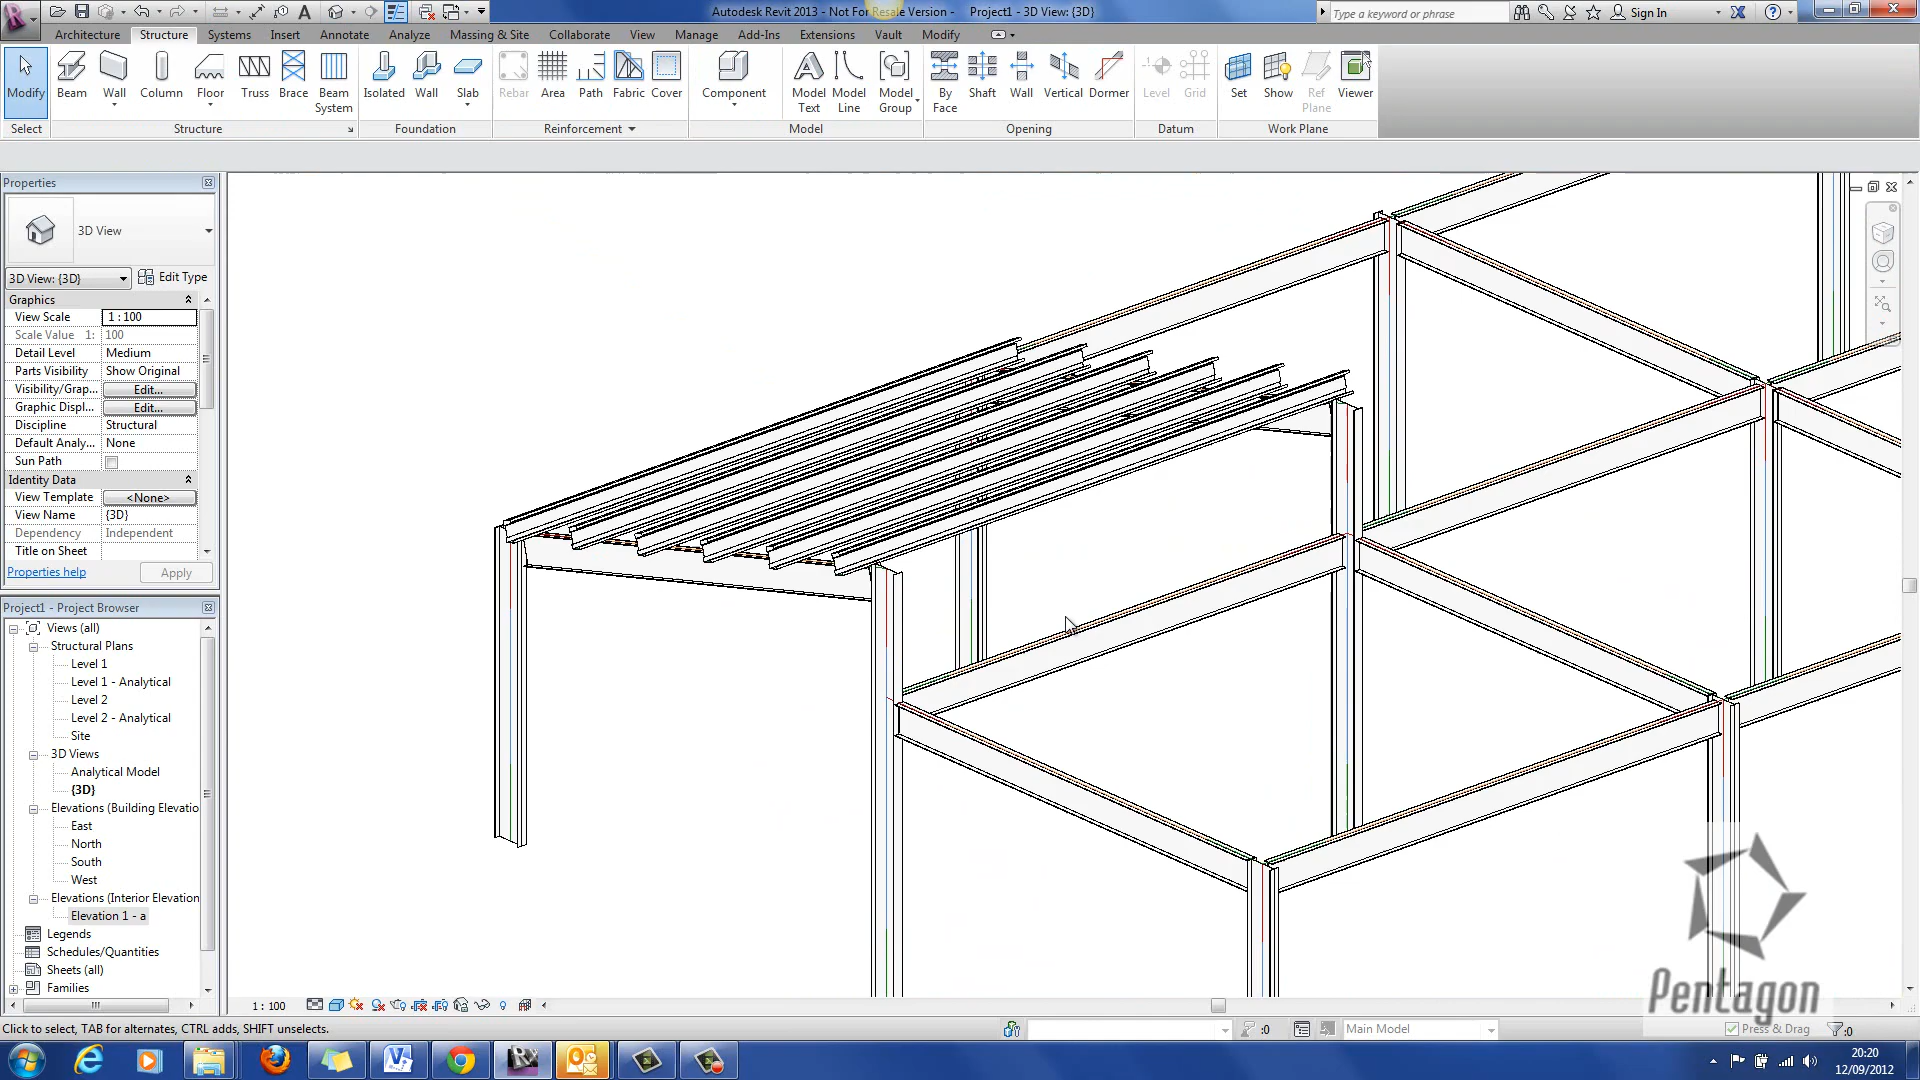 Autodesk Revit 2013 - Not For Resale Version - Project1 - 3D View: {3D}
Type a keyword or phrase
Sign In
Architecture Structure Systems Insert Annotate Analyze Massing & Site Collaborate View Manage Add-Ins Extensions Vault Modify
Modify Beam Wall Column Floor Truss Brace Beam System Isolated Wall Slab Rebar Area Path Fabric Cover Component Model Text Model Line Model Group By Face Shaft Wall Vertical Dormer Level Grid Set Show Ref Plane Viewer
Select Structure Foundation Reinforcement Model Opening Datum Work Plane
Properties
3D View
3D View: {3D} Edit Type
Graphics
View Scale 1 : 100
Scale Value 1: 100
Detail Level Medium
Parts Visibility Show Original
Visibility/Grap... Edit...
Graphic Displ... Edit...
Discipline Structural
Default Analy... None
Sun Path
Identity Data
View Template <None>
View Name {3D}
Dependency Independent
Title on Sheet
Properties help Apply
Project1 - Project Browser
Views (all)
Structural Plans
Level 1
Level 1 - Analytical
Level 2
Level 2 - Analytical
Site
3D Views
Analytical Model
{3D}
Elevations (Building Elevatio
East
North
South
West
Elevations (Interior Elevation
Elevation 1 - a
Legends
Schedules/Quantities
Sheets (all)
Families
1 : 100
Pentagon
Click to select, TAB for alternates, CTRL adds, SHIFT unselects.
:0
Main Model
Press & Drag
:0
20:20
12/09/2012